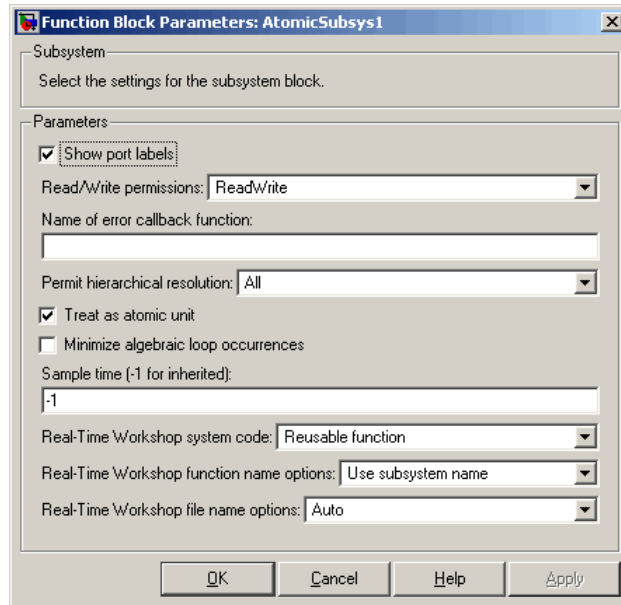 Function Block Parameters: AtomicSubsys1
Subsystem
Select the settings for the subsystem block.
Parameters
Show port labels
Read/Write permissions: ReadWrite
Name of error callback function:
Permit hierarchical resolution: All
Treat as atomic unit
Minimize algebraic loop occurrences
Sample time (-1 for inherited):
-1
Real-Time Workshop system code: Reusable function
Real-Time Workshop function name options: Use subsystem name
Real-Time Workshop file name options: Auto
OK Cancel Help Apply